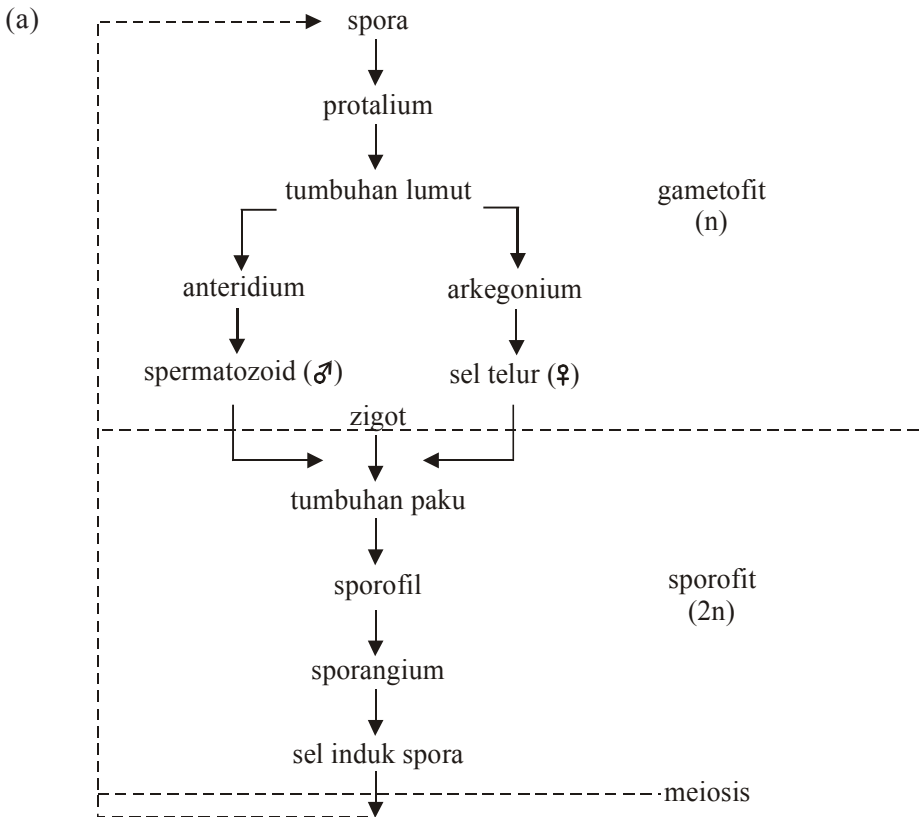 (a)
spora
protalium
tumbuhan lumut
gametofit
(n)
anteridium
arkegonium
spermatozoid (♂)
sel telur (♀)
zigot
tumbuhan paku
sporofil
sporofit
(2n)
sporangium
sel induk spora
meiosis